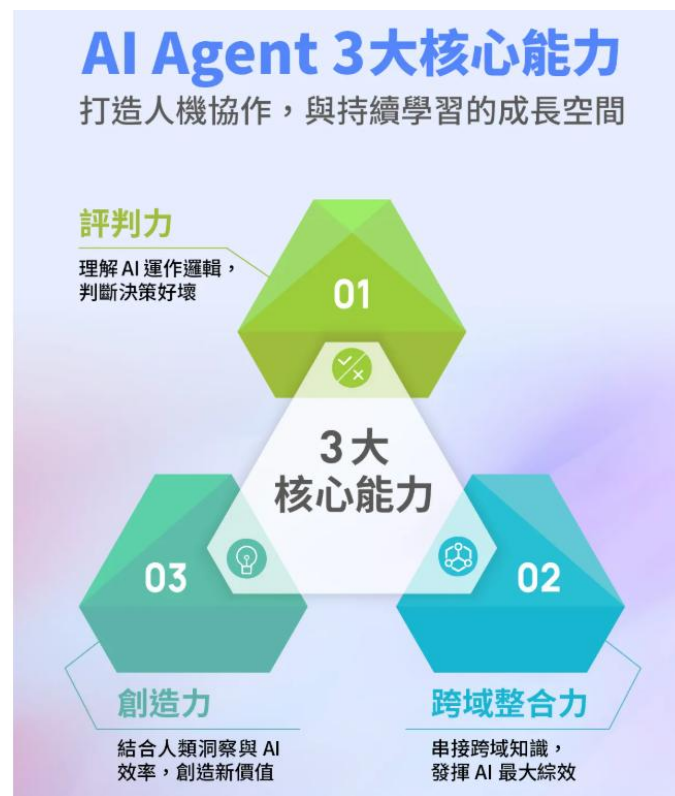 AI Agent 3大核心能力
打造人機協作，與持續學習的成長空間
評判力
理解 AI 運作邏輯，
判斷決策好壞
01
3大
核心能力
03
02
創造力
結合人類洞察與 AI
效率，創造新價值
跨域整合力
串接跨域知識，
發揮 AI 最大綜效